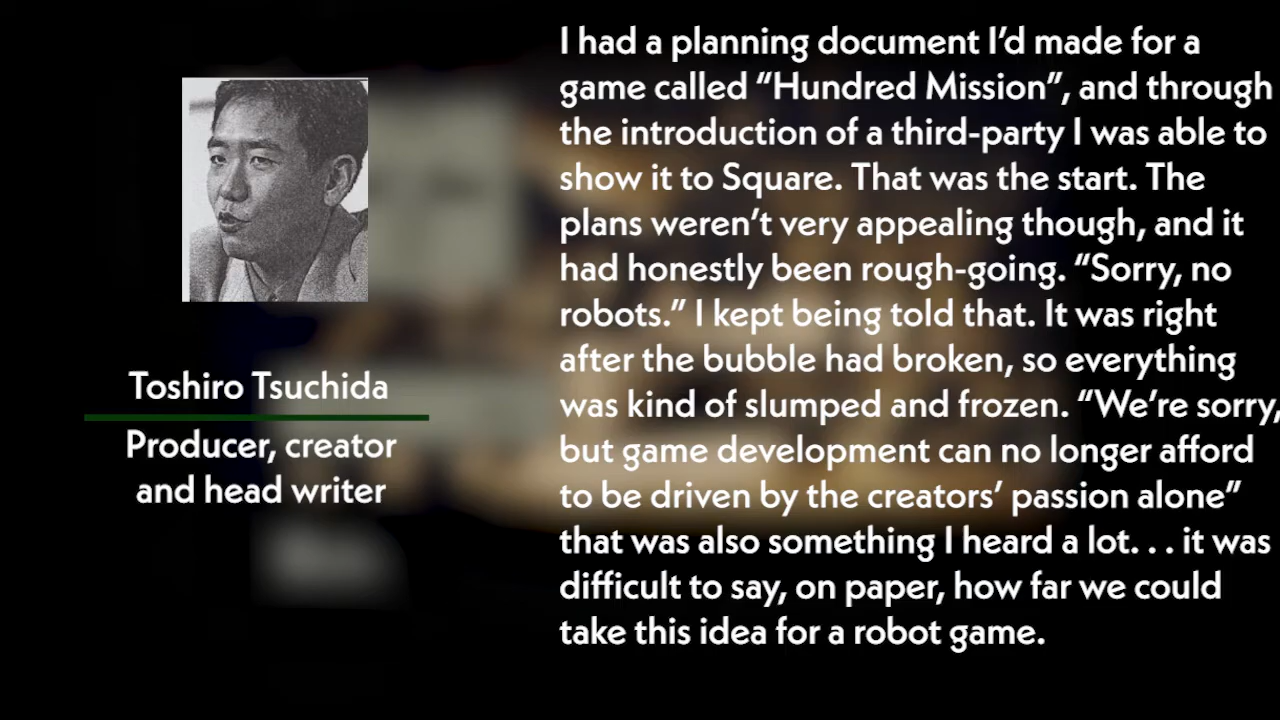 Toshiro Tsuchida
Producer, creator
and head writer
I had a planning document I’d made for a
game called “Hundred Mission”, and through
the introduction of a third-party I was able to
show it to Square. That was the start. The
plans weren’t very appealing though, and it
had honestly been rough-going. “Sorry, no
robots.” I kept being told that. It was right
after the bubble had broken, so everything
was kind of slumped and frozen. “We’re sorry,
but game development can no longer afford
to be driven by the creators’ passion alone”
that was also something I heard a lot. . . it was
difficult to say, on paper, how far we could
take this idea for a robot game.